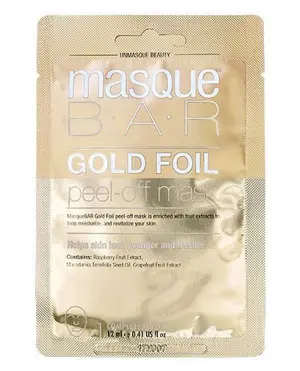 UNMASQUE BEAUTY
masque
B·A·R
GOLD FOIL
peel-off mask
MasqueBAR Gold Foil peel-off mask is enriched with fruit extracts to
help moisturize, and revitalize your skin.
Helps skin look younger and
Contains: Raspberry Fruit Extract,
Macadamia Ternifolia Seed Oil, Grapefruit Fruit Extract.
1
12 ml ℮ 0.41 US fl oz